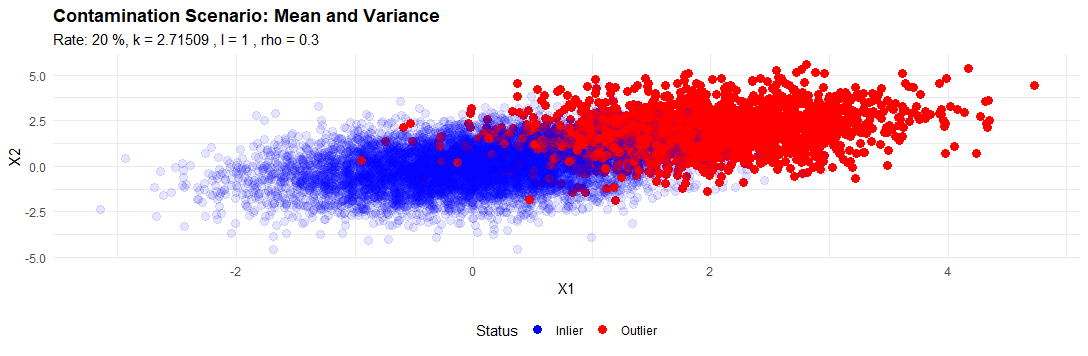 Contamination Scenario: Mean and Variance
Rate: 20 %, k = 2.71509 , l = 1 , rho = 0.3
X2
5.0
2.5
0.0
-2.5
-5.0
-2
0
2
4
X1
Status
Inlier
Outlier